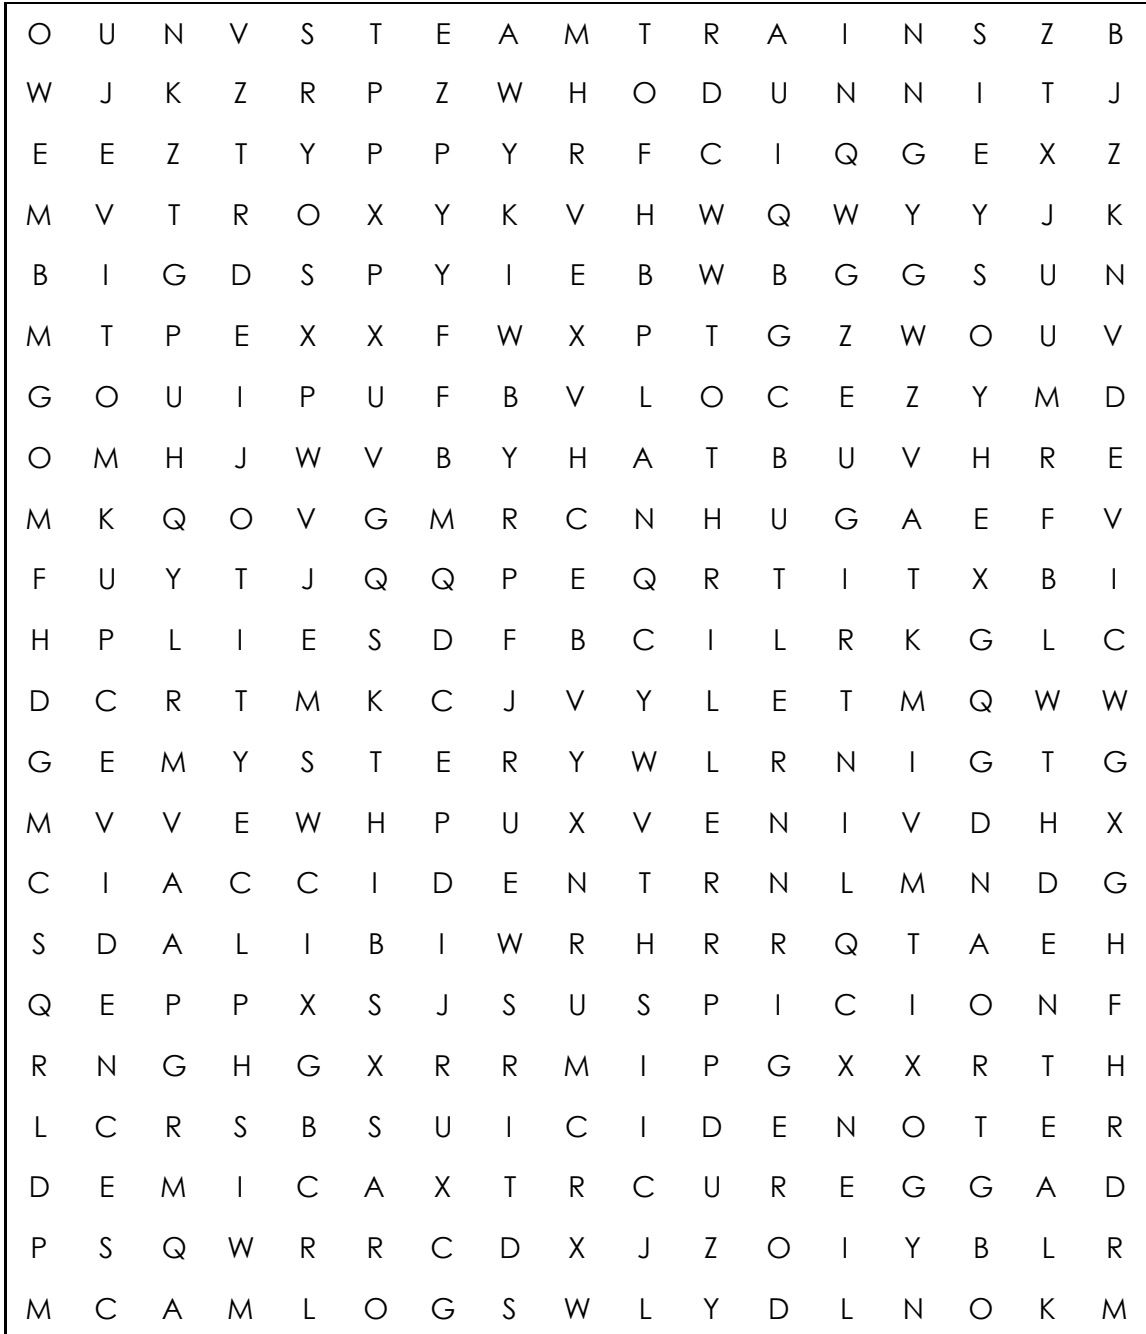 O U N V S T E A M T R A I N S Z B
W J K Z R P Z W H O D U N N I T J
E E Z T Y P P Y R F C I Q G E X Z
M V T R O X Y K V H W Q W Y Y J K
B I G D S P Y I E B W B G G S U N
M T P E X X F W X P T G Z W O U V
G O U I P U F B V L O C E Z Y M D
O M H J W V B Y H A T B U V H R E
M K Q O V G M R C N H U G A E F V
F U Y T J Q Q P E Q R T I T X B I
H P L I E S D F B C I L R K G L C
D C R T M K C J V Y L E T M Q W W
G E M Y S T E R Y W L R N I G T G
M V V E W H P U X V E N I V D H X
C I A C C I D E N T R N L M N D G
S D A L I B I W R H R R Q T A E H
Q E P P X S J S U S P I C I O N F
R N G H G X R R M I P G X X R T H
L C R S B S U I C I D E N O T E R
D E M I C A X T R C U R E G G A D
P S Q W R R C D X J Z O I Y B L R
M C A M L O G S W L Y D L N O K M